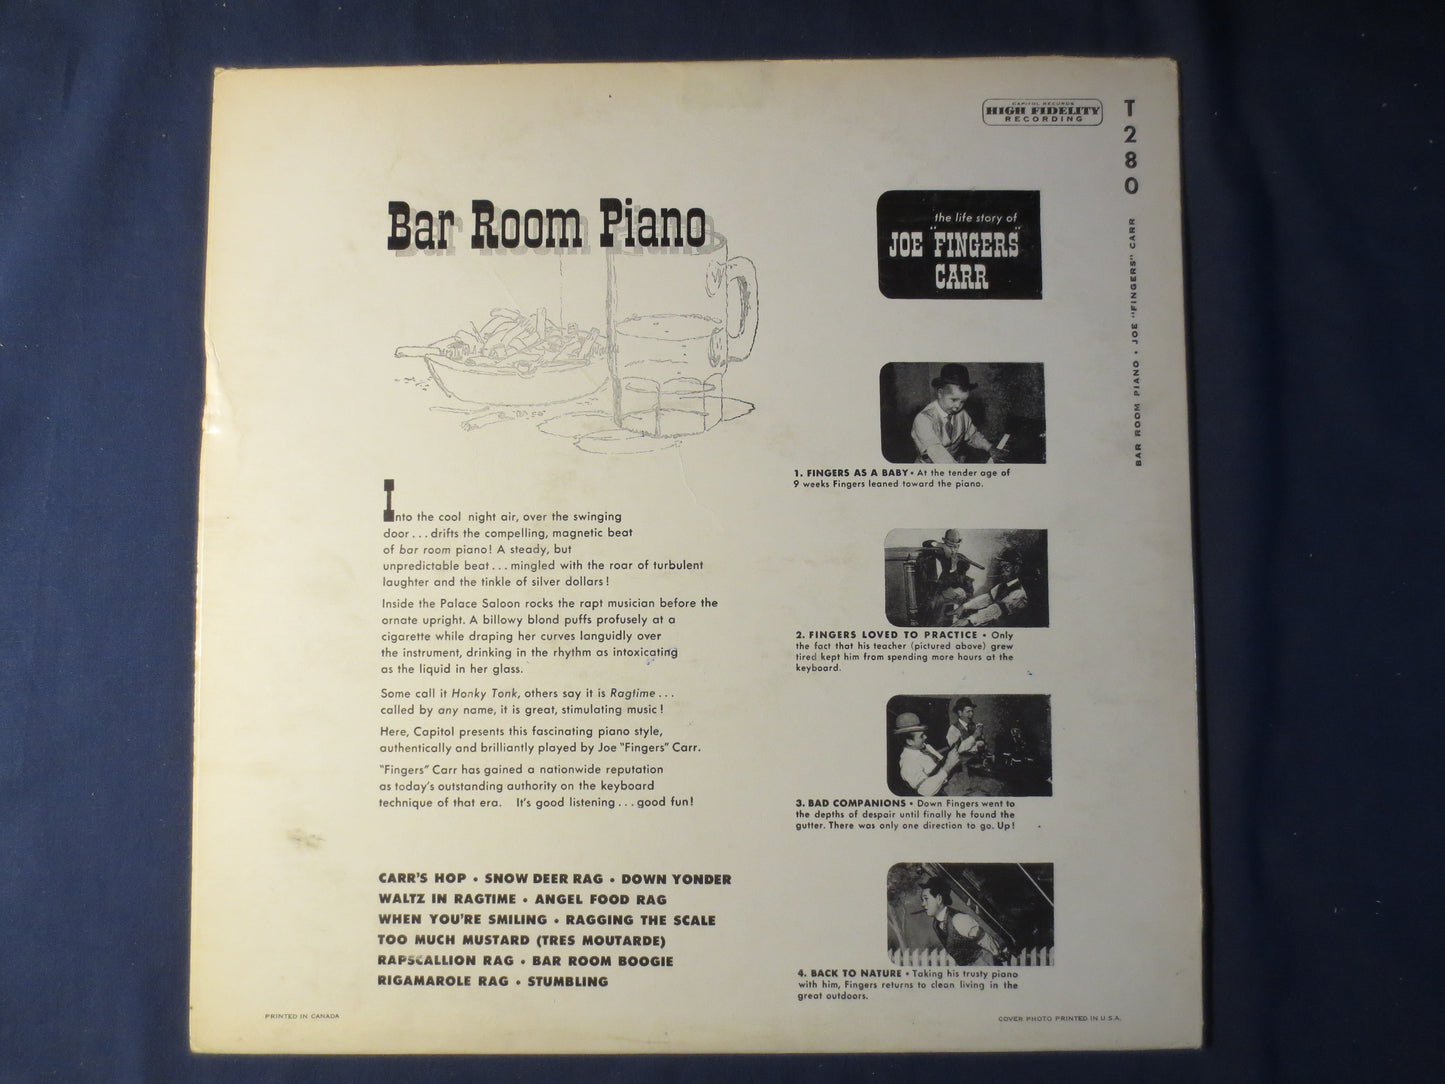 CAPITOL RECORDS
HIGH FIDELITY
RECORDING
T
2
8
0
BAR ROOM PIANO • JOE "FINGERS" CARR
Bar Room Piano
Into the cool night air, over the swinging
door...drifts the compelling, magnetic beat
of bar room piano! A steady, but
unpredictable beat...mingled with the roar of turbulent
laughter and the tinkle of silver dollars!
Inside the Palace Saloon rocks the rapt musician before the
ornate upright. A billowy blond puffs profusely at a
cigarette while draping her curves languidly over
the instrument, drinking in the rhythm as intoxicating
as the liquid in her glass.
Some call it Honky Tonk, others say it is Ragtime...
called by any name, it is great, stimulating music!
Here, Capitol presents this fascinating piano style,
authentically and brilliantly played by Joe "Fingers" Carr.
"Fingers" Carr has gained a nationwide reputation
as today's outstanding authority on the keyboard
technique of that era. It's good listening...good fun!
CARR'S HOP • SNOW DEER RAG • DOWN YONDER
WALTZ IN RAGTIME • ANGEL FOOD RAG
WHEN YOU'RE SMILING • RAGGING THE SCALE
TOO MUCH MUSTARD (TRES MOUTARDE)
RAPSCALLION RAG • BAR ROOM BOOGIE
RIGAMAROLE RAG • STUMBLING
the life story of
JOE "FINGERS"
CARR
1. FINGERS AS A BABY • At the tender age of
9 weeks Fingers leaned toward the piano.
2. FINGERS LOVED TO PRACTICE • Only
the fact that his teacher (pictured above) grew
tired kept him from spending more hours at the
keyboard.
3. BAD COMPANIONS • Down Fingers went to
the depths of despair until finally he found the
gutter. There was only one direction to go. Up!
4. BACK TO NATURE • Taking his trusty piano
with him, Fingers returns to clean living in the
great outdoors.
PRINTED IN CANADA
COVER PHOTO PRINTED IN U.S.A.